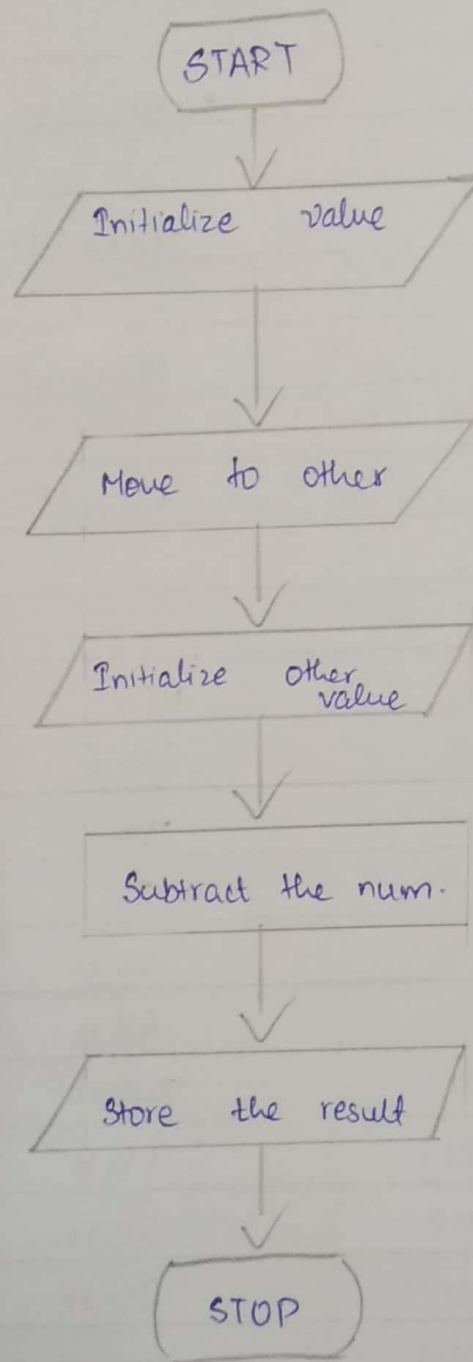 START
Initialize value
Move to other
Initialize other
value
Subtract the num.
Store the result
STOP